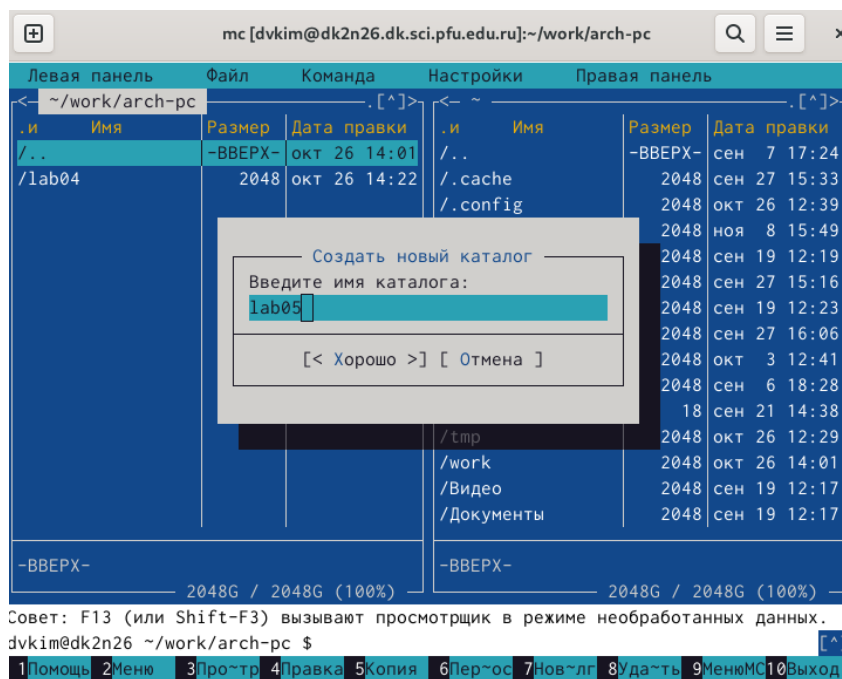 mc [dvkim@dk2n26.dk.sci.pfu.edu.ru]:~/work/arch-pc
Левая панель Файл Команда Настройки Правая панель
<— ~/work/arch-pc .[^]> <— ~ .[^]>
.и Имя Размер Дата правки .и Имя Размер Дата правки
/.. -ВВЕРХ- окт 26 14:01 /.. -ВВЕРХ- сен 7 17:24
/lab04 2048 окт 26 14:22 /.cache 2048 сен 27 15:33
/.config 2048 окт 26 12:39
2048 ноя 8 15:49
Создать новый каталог 2048 сен 19 12:19
Введите имя каталога: 2048 сен 27 15:16
lab05 2048 сен 19 12:23
2048 сен 27 16:06
[< Хорошо >] [ Отмена ] 2048 окт 3 12:41
2048 сен 6 18:28
18 сен 21 14:38
/tmp 2048 окт 26 12:29
/work 2048 окт 26 14:01
/Видео 2048 сен 19 12:17
/Документы 2048 сен 19 12:17
-ВВЕРХ- -ВВЕРХ-
2048G / 2048G (100%) 2048G / 2048G (100%)
Совет: F13 (или Shift-F3) вызывают просмотрщик в режиме необработанных данных.
dvkim@dk2n26 ~/work/arch-pc $ [^]
1Помощь 2Меню 3Про~тр 4Правка 5Копия 6Пер~ос 7Нов~лг 8Уда~ть 9МенюMC 10Выход